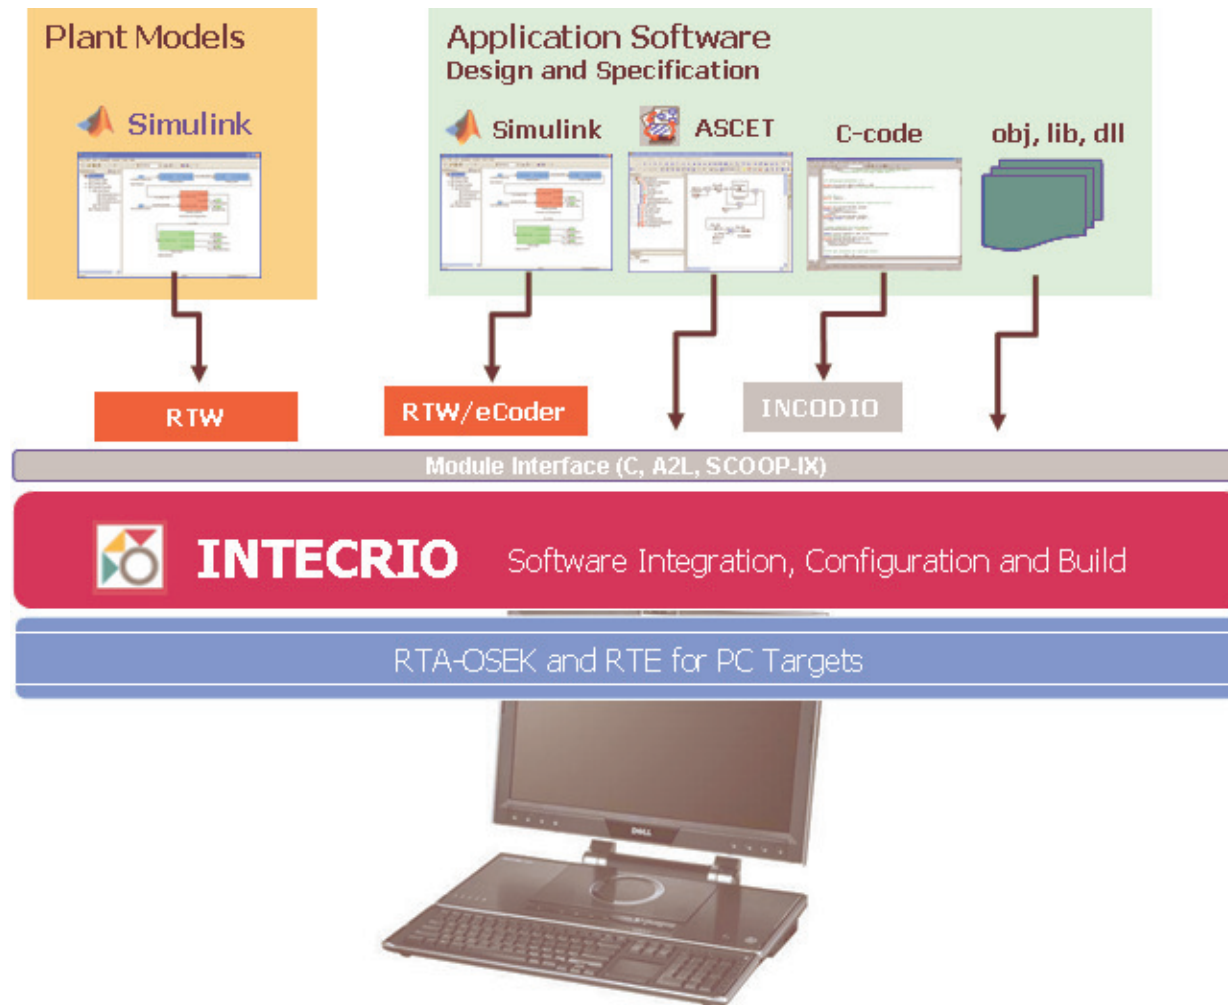 Plant Models
Simulink
Application Software
Design and Specification
Simulink
ASCET
C-code
obj, lib, dll
RTW
RTW/eCoder
INCODIO
Module Interface (C, A2L, SCOOP-IX)
INTECRIO
Software Integration, Configuration and Build
RTA-OSEK and RTE for PC Targets
DELL